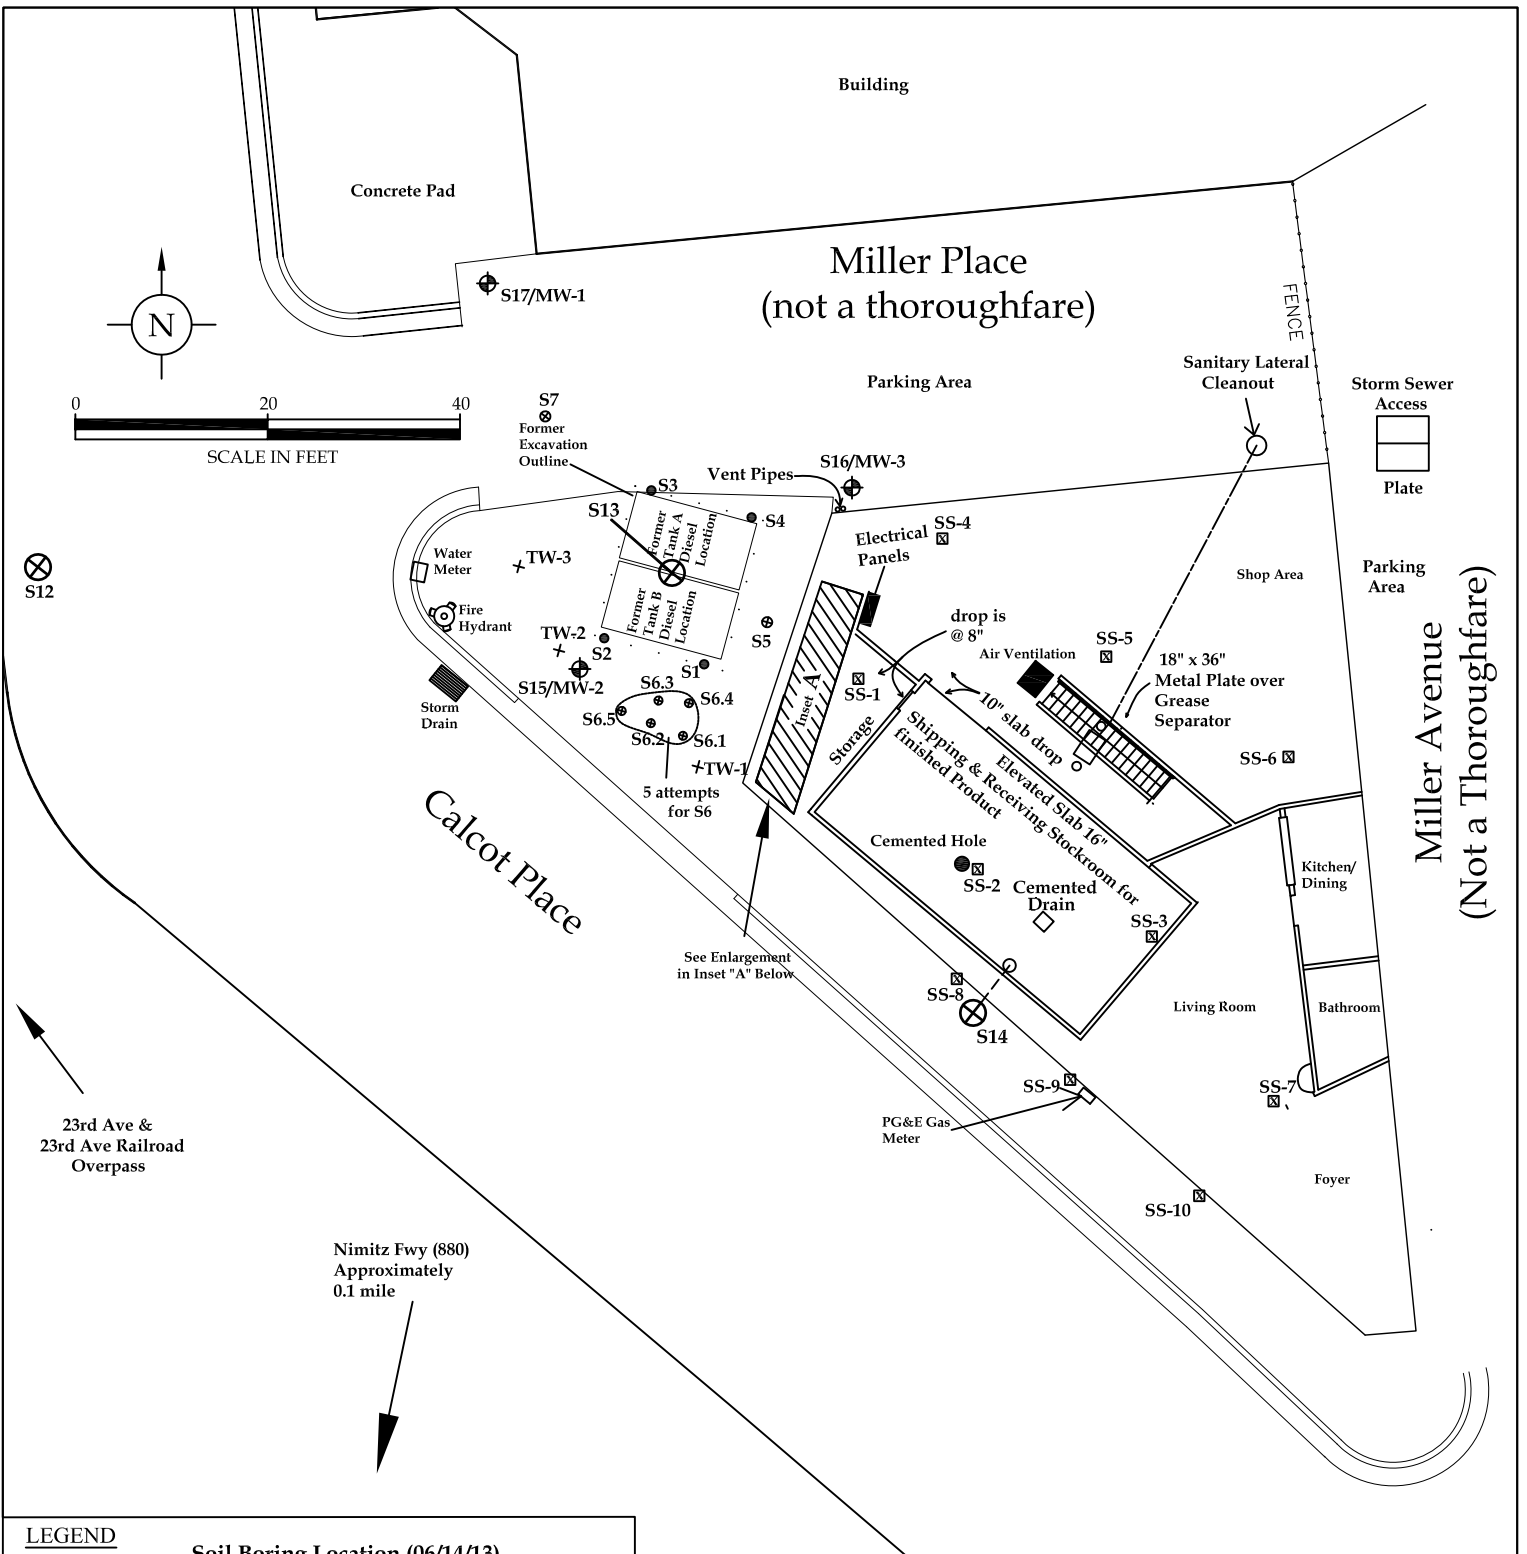 Building
Concrete Pad
Miller Place
(not a thoroughfare)
S17/MW-1
N
FENCE
Sanitary Lateral
Cleanout
Parking Area
Storm Sewer
Access
Plate
0 20 40
SCALE IN FEET
S7
Former
Excavation
Outline
S3
S13
S4
Vent Pipes
S16/MW-3
Former
Tank A
Diesel
Location
Former
Tank B
Diesel
Location
Electrical
Panels
SS-4
Water
Meter
TW-3
S12
Fire
Hydrant
Shop Area
Parking
Area
TW-2
S2
S5
S1
S15/MW-2
Storm
Drain
S6.3
S6.4
S6.5
S6.2
S6.1
TW-1
5 attempts
for S6
Inset A
SS-1
drop is
@ 8"
Air Ventilation
SS-5
18" x 36"
Metal Plate over
Grease
Separator
10" slab drop
Storage
Elevated Slab 16"
Shipping & Receiving Stockroom for
finished Product
SS-6
Miller Avenue
(Not a Thoroughfare)
Calcot Place
Cemented Hole
SS-2
Cemented
Drain
SS-3
Kitchen/
Dining
See Enlargement
in Inset "A" Below
SS-8
S14
Living Room
Bathroom
SS-9
SS-7
PG&E Gas
Meter
23rd Ave &
23rd Ave Railroad
Overpass
Foyer
SS-10
Nimitz Fwy (880)
Approximately
0.1 mile
LEGEND
Soil Boring Location (06/14/13)